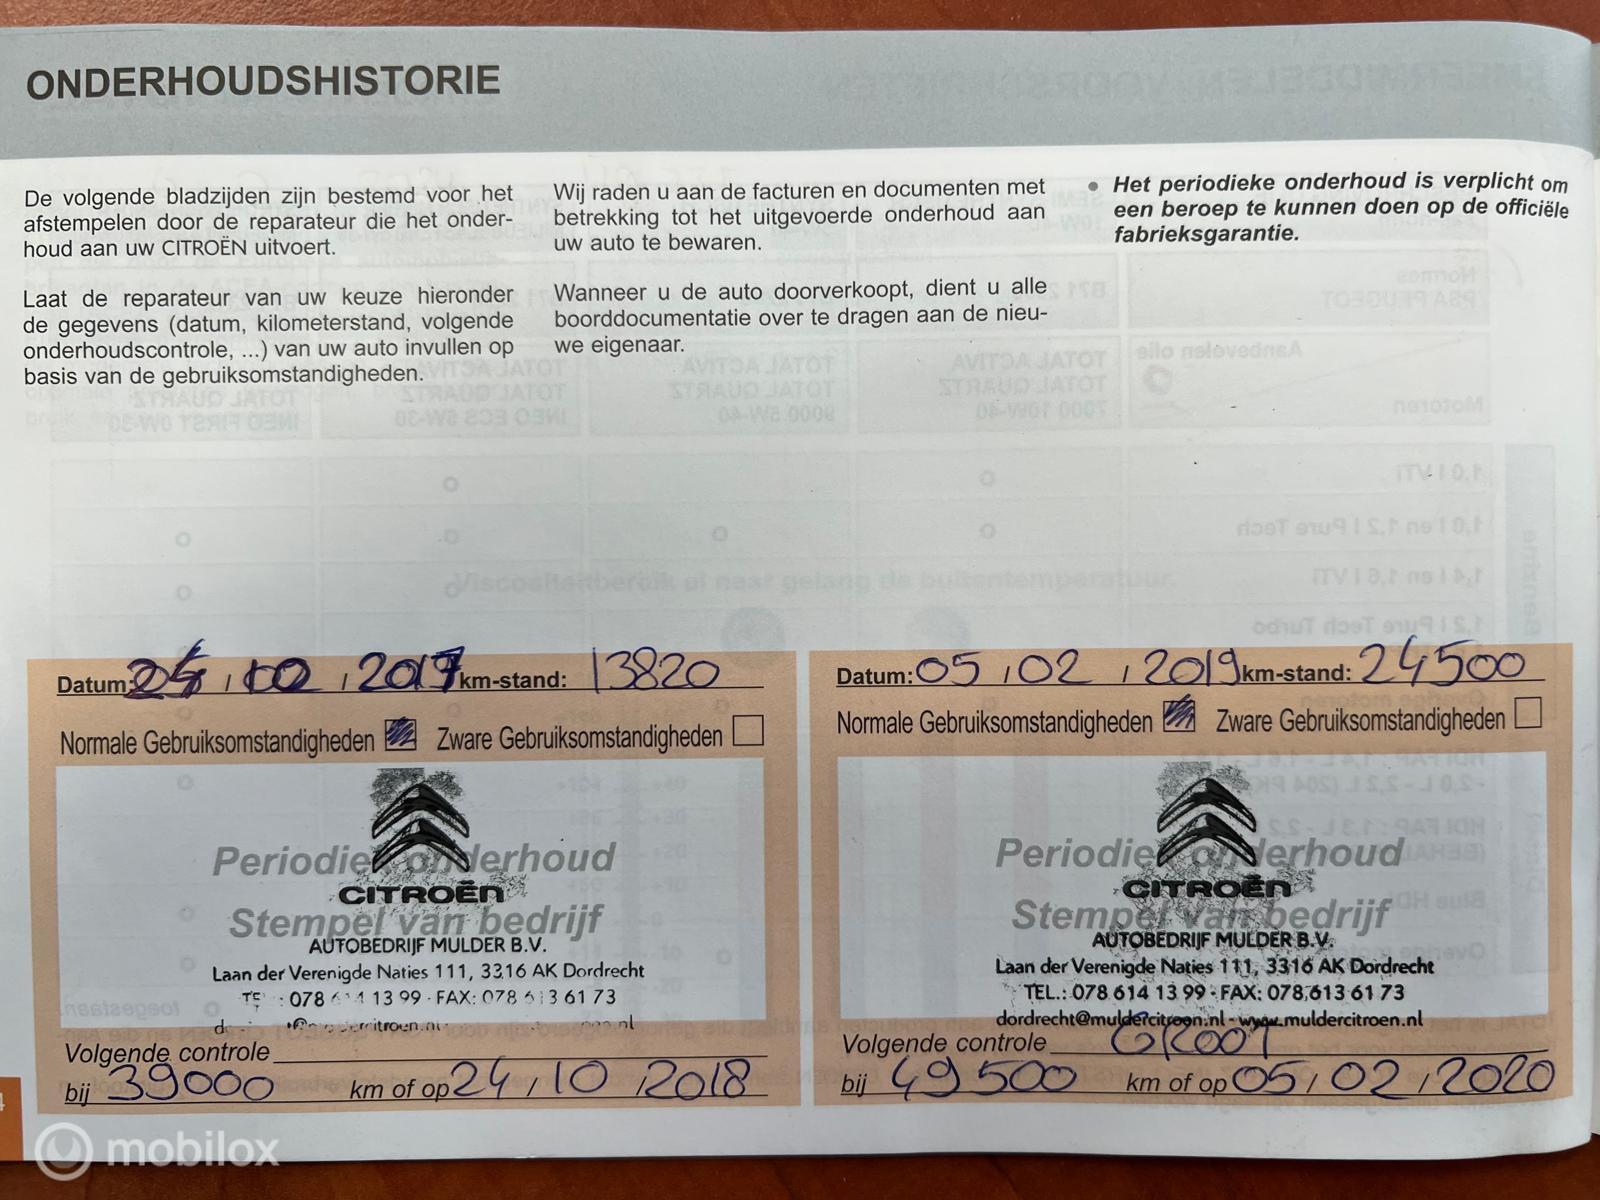 ONDERHOUDSHISTORIE
De volgende bladzijden zijn bestemd voor het
afstempelen door de reparateur die het onder-
houd aan uw CITROËN uitvoert.
Laat de reparateur van uw keuze hieronder
de gegevens (datum, kilometerstand, volgende
onderhoudscontrole, ...) van uw auto invullen op
basis van de gebruiksomstandigheden.
Wij raden u aan de facturen en documenten met
betrekking tot het uitgevoerde onderhoud aan
uw auto te bewaren.
Wanneer u de auto doorverkoopt, dient u alle
boorddocumentatie over te dragen aan de nieu-
we eigenaar.
• Het periodieke onderhoud is verplicht om
een beroep te kunnen doen op de officiële
fabrieksgarantie.
Datum: 24 / 10 / 2017 km-stand: 13820
Normale Gebruiksomstandigheden Zware Gebruiksomstandigheden
Periodiek onderhoud
CITROËN
Stempel van bedrijf
AUTOBEDRIJF MULDER B.V.
Laan der Verenigde Naties 111, 3316 AK Dordrecht
: 078 614 13 99 · FAX: 078 613 61 73
Volgende controle
bij 39000 km of op 24 / 10 / 2018
Datum: 05 / 02 / 2019 km-stand: 24500
Normale Gebruiksomstandigheden Zware Gebruiksomstandigheden
Periodiek onderhoud
CITROËN
Stempel van bedrijf
AUTOBEDRIJF MULDER B.V.
Laan der Verenigde Naties 111, 3316 AK Dordrecht
TEL.: 078 614 13 99 · FAX: 078 613 61 73
dordrecht@muldercitroen.nl - www.muldercitroen.nl
Volgende controle GROOT
bij 49500 km of op 05 / 02 / 2020
4
mobilox